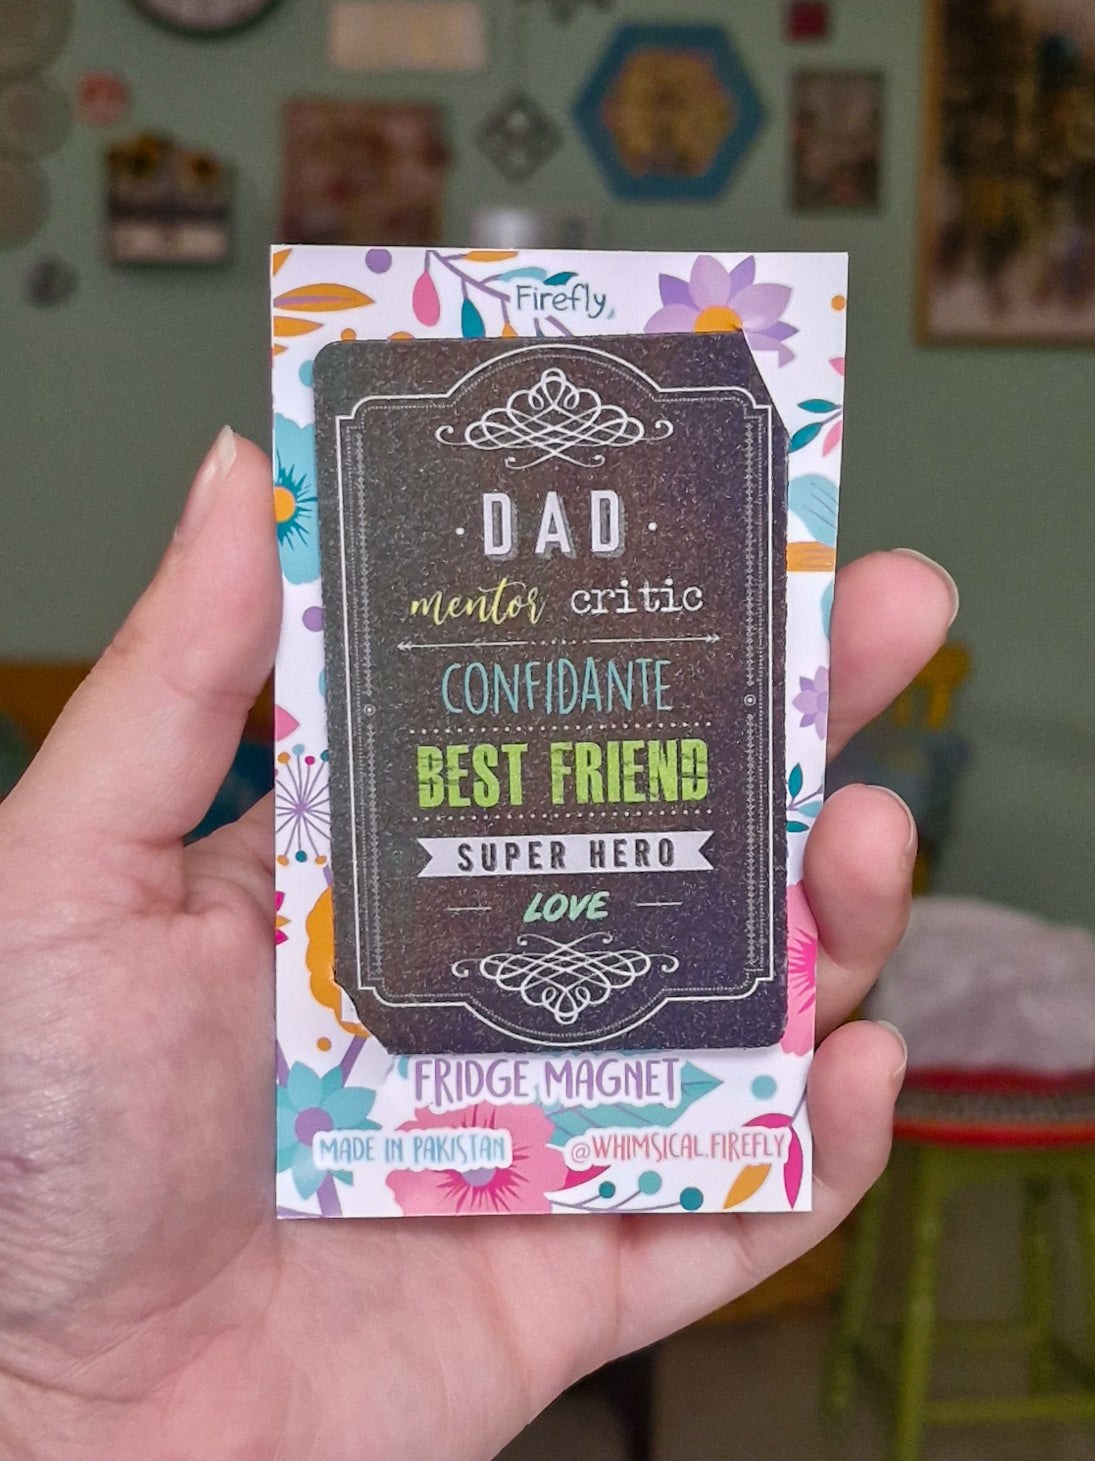 Firefly,
DAD
mentor critic
CONFIDANTE
BEST FRIEND
SUPER HERO
LOVE
FRIDGE MAGNET
MADE IN PAKISTAN @WHIMSICAL.FIREFLY